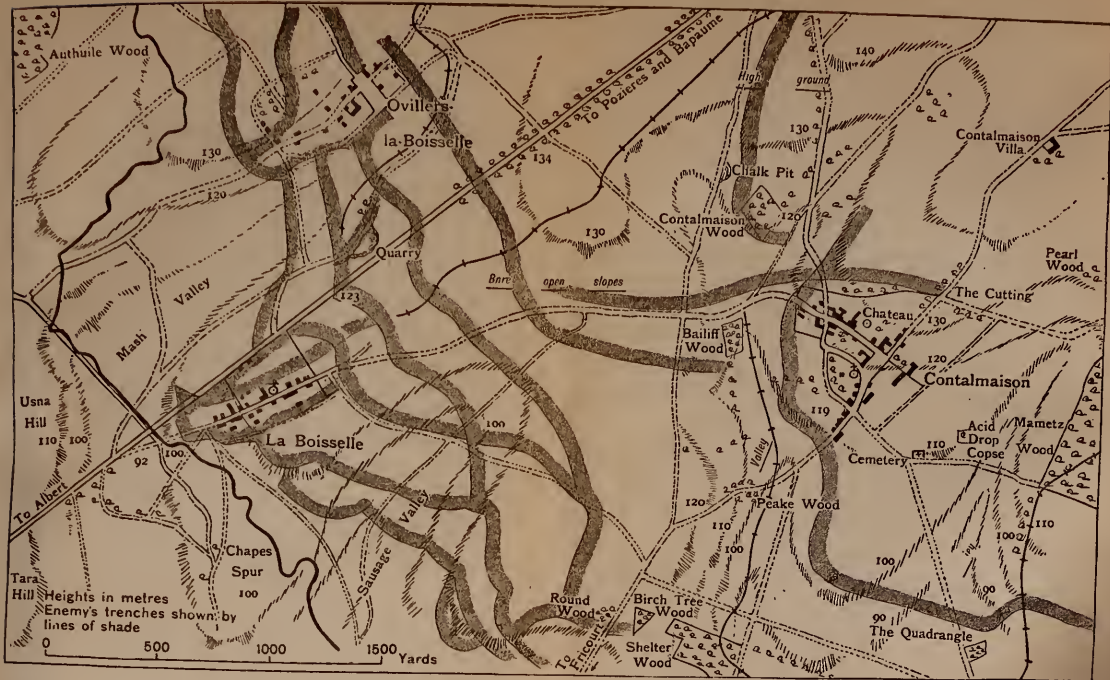 Authuile Wood
140
High ground
To Pozieres and Bapaume
Ovillers
la Boisselle
130
Contalmaison
Villa
130
134
Chalk Pit
120
Contalmaison
Wood
120
130
Pearl
Wood
Quarry
Bare open slopes
Valley
Mash
123
The Cutting
Chateau
130
Bailiff
Wood
120
Contalmaison
Usna
Hill
110
100
119
Acid
Drop
Copse
Mametz
Wood
La Boisselle
100
92
100
110
Cemetery
Valley
To Albert
Valley
Sausage
120
Peake Wood
110
100
110
100
Chapes
Spur
100
100
90
Tara
Hill
Heights in metres
Enemy's trenches shown by
lines of shade
Round
Wood
Birch Tree
Wood
90
The Quadrangle
Shelter
Wood
To Fricourt
0 500 1000 1500 Yards